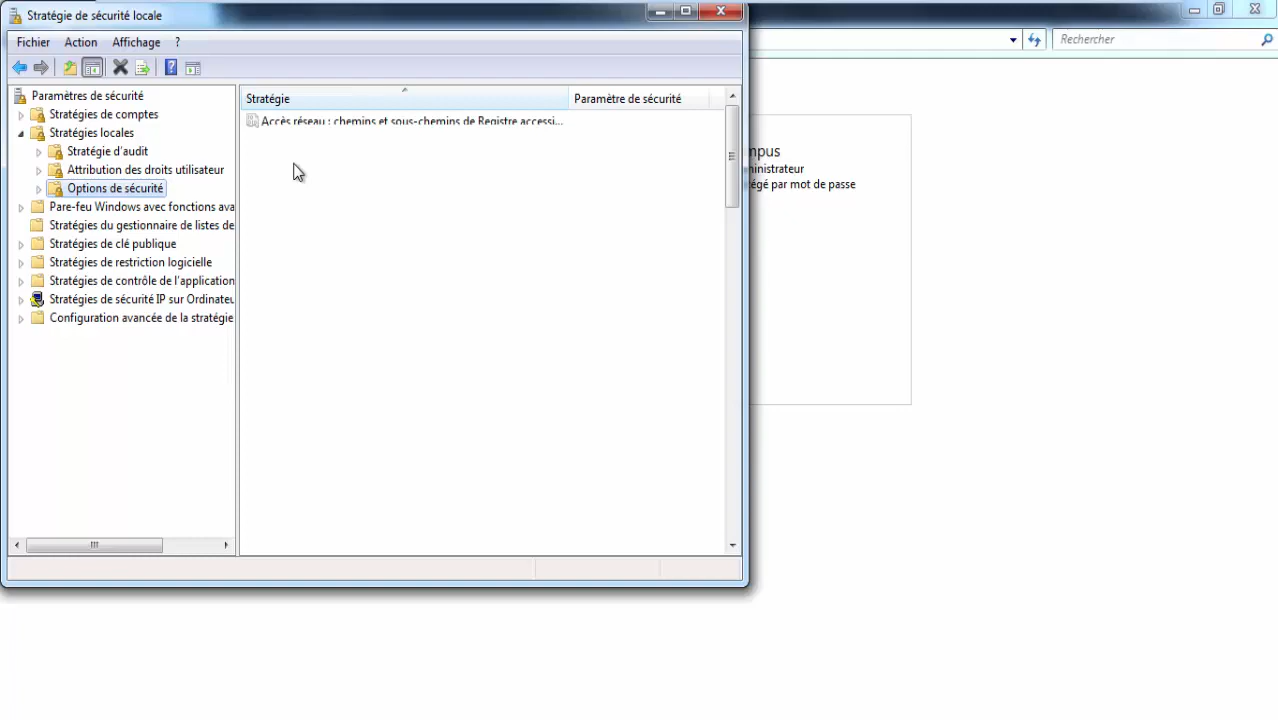 Stratégie de sécurité locale
Fichier Action Affichage ?
Rechercher
Paramètres de sécurité
Stratégies de comptes
Stratégies locales
Stratégie d'audit
Attribution des droits utilisateur
Options de sécurité
Pare-feu Windows avec fonctions ava
Stratégies du gestionnaire de listes de
Stratégies de clé publique
Stratégies de restriction logicielle
Stratégies de contrôle de l'application
Stratégies de sécurité IP sur Ordinateu
Configuration avancée de la stratégie
Stratégie Paramètre de sécurité
Accès réseau : chemins et sous-chemins de Registre accessi...
mpus
ninistrateur
égé par mot de passe